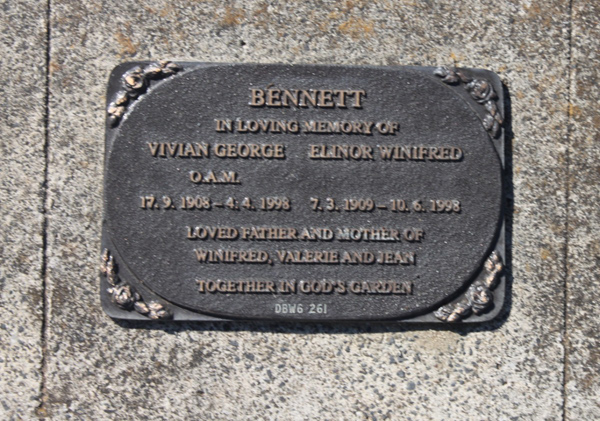 BENNETT
IN LOVING MEMORY OF
VIVIAN GEORGE ELINOR WINIFRED
O.A.M.
17. 9. 1908 – 4. 4. 1998 7. 3. 1909 – 10. 6. 1998
LOVED FATHER AND MOTHER OF
WINIFRED, VALERIE AND JEAN
TOGETHER IN GOD'S GARDEN
DBW6 261